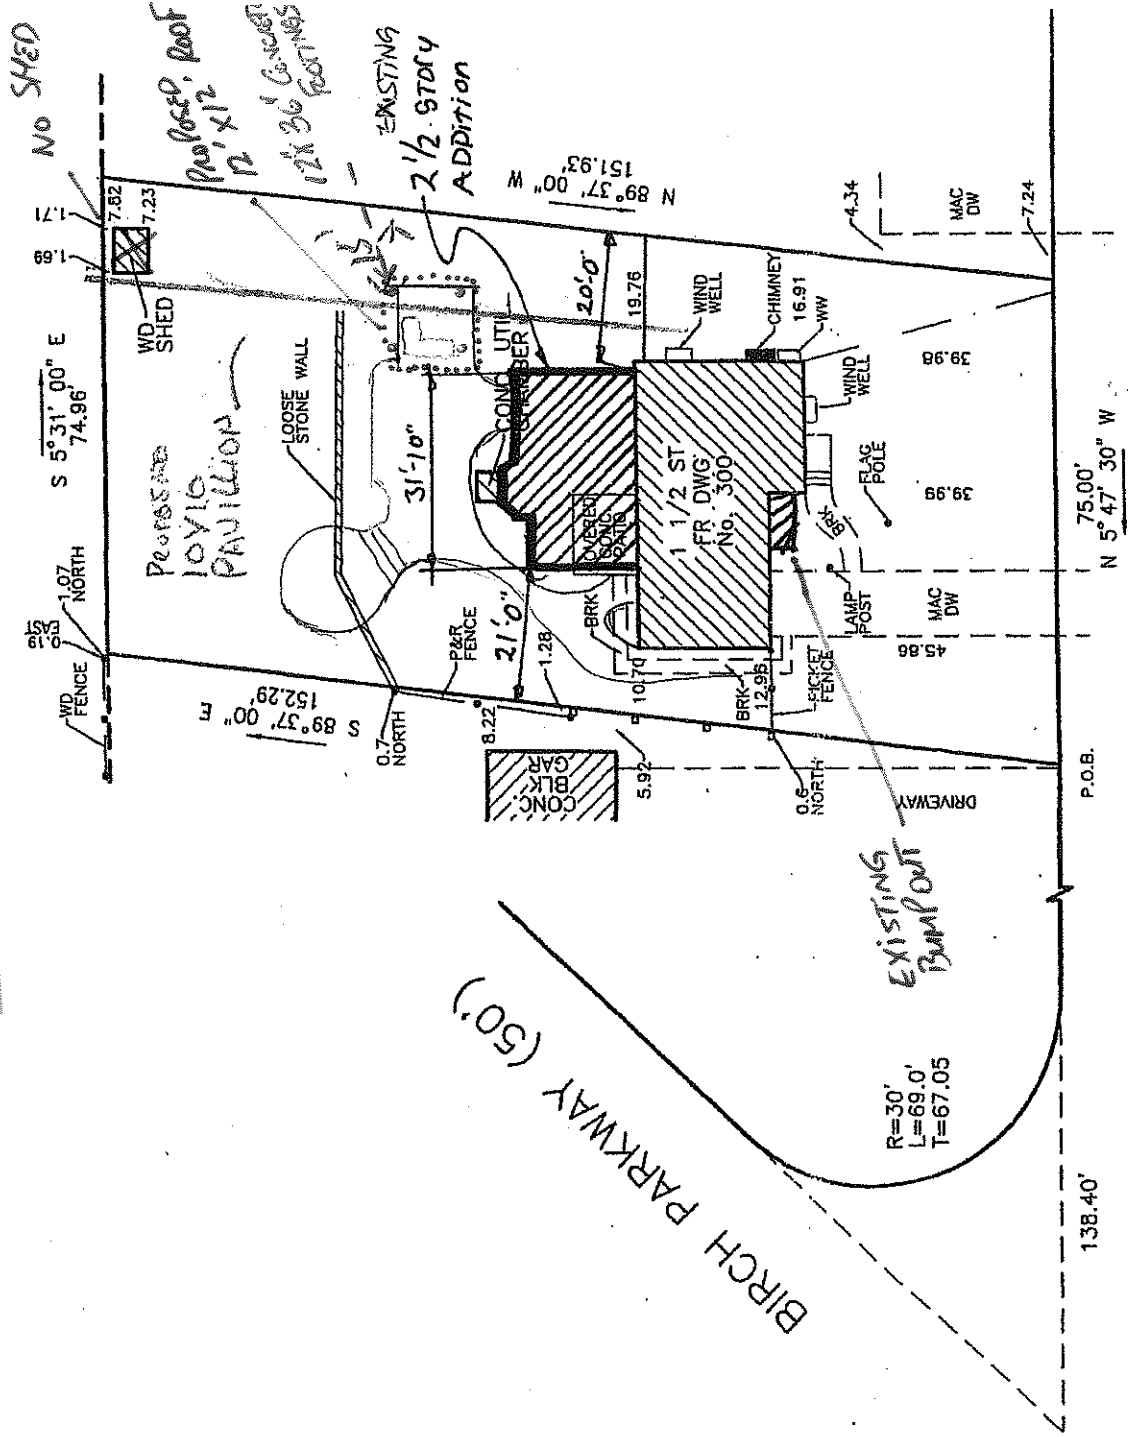 NO SHED
1.71
7.82
7.23
1.69
WD
SHED
S 5° 31' 00" E
74.96'
PROPOSED ROOF
12' X 12'
12" X 36" CONCRETE
FOOTINGS
EXISTING
2 1/2 STORY
ADDITION
N 89° 37' 00" W
151.93'
LOOSE
STONE WALL
10X10
PAVILLION
1.07
NORTH
0.19
EAST
WD
FENCE
S 89° 37' 00" E
152.29'
0.7
NORTH
P&R
FENCE
8.22
21'-0"
1.28
31'-10"
CONC UTIL
CHAMBER
20'-0"
19.76
WIND
WELL
CHIMNEY
16.91
WW
WIND
WELL
4.34
MAC
DW
7.24
39.98
39.99
COVERED
CONC
PATIO
1 1/2 ST
FR DWG
No. 300
BRK
10.70
BRK
12.96
PICKET
FENCE
BRK
FLAG
POLE
LAMP
POST
MAC
DW
45.86
75.00'
N 5° 47' 30" W
CONC.
BLK
GAR
5.92
0.6
NORTH
DRIVEWAY
P.O.B.
EXISTING
BUMPOUT
BIRCH PARKWAY (50')
R=30'
L=69.0'
T=67.05
138.40'